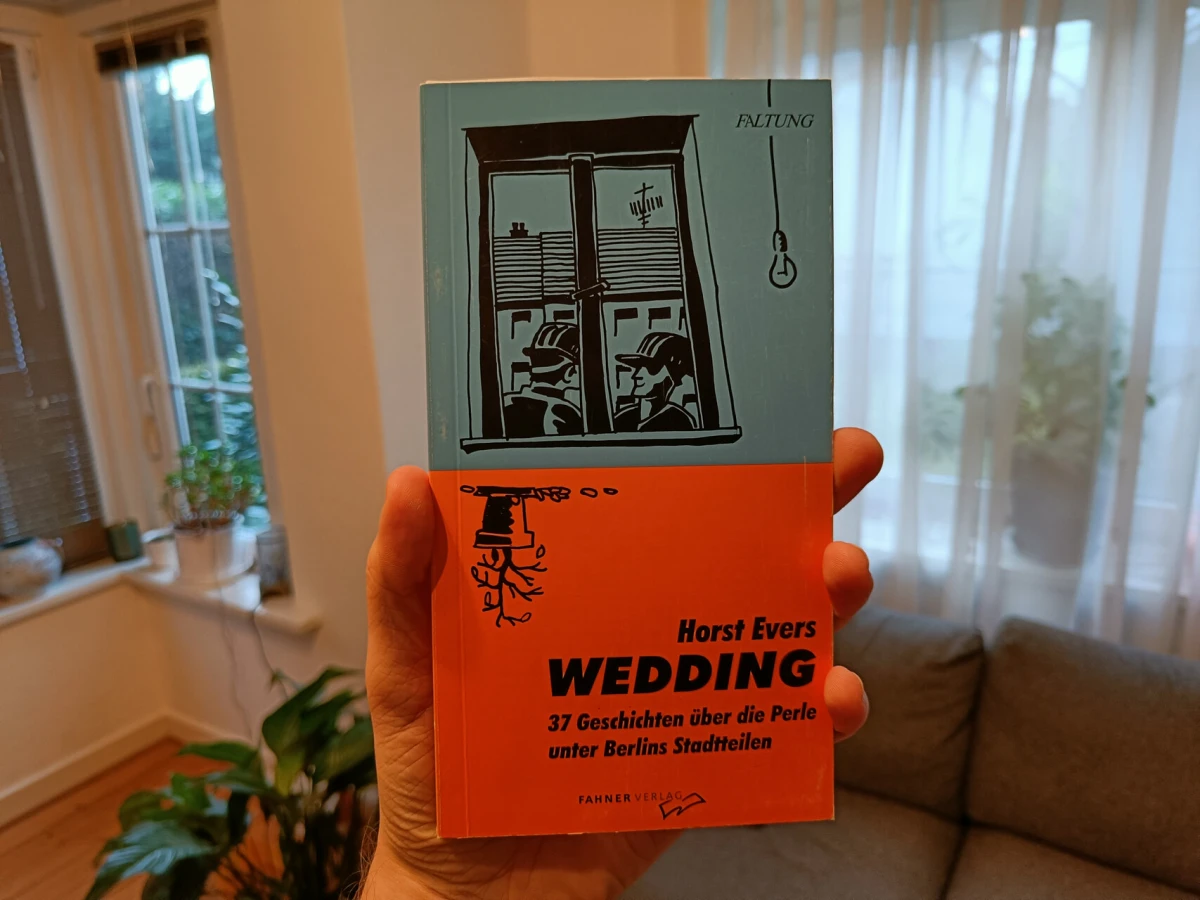 FALTUNG
Horst Evers
WEDDING
37 Geschichten über die Perle
unter Berlins Stadtteilen
FAHNER VERLAG